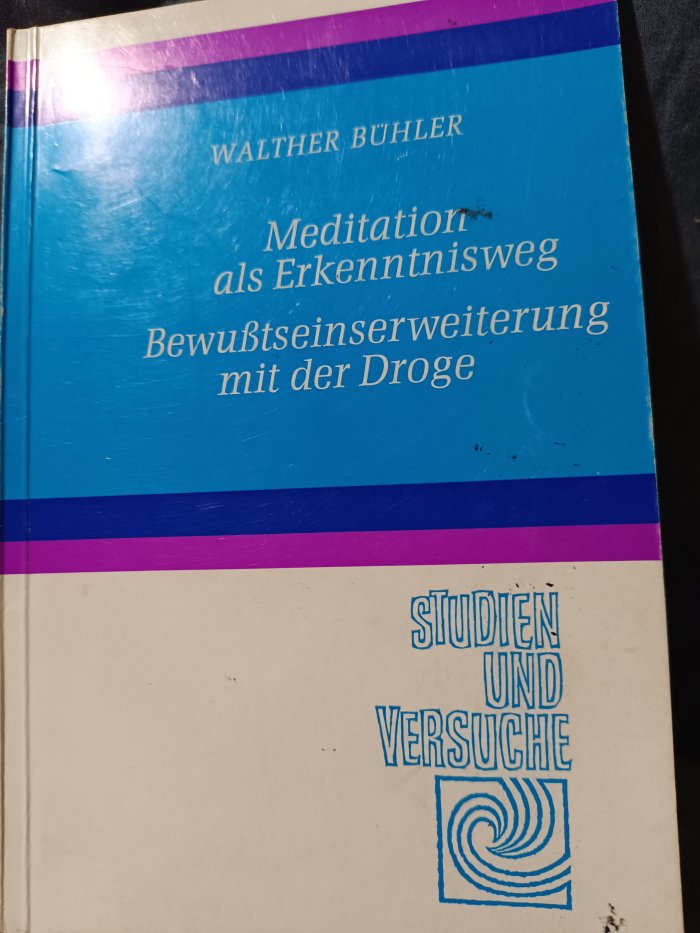 WALTHER BÜHLER
Meditation
als Erkenntnisweg
Bewußtseinserweiterung
mit der Droge
STUDIEN
UND
VERSUCHE